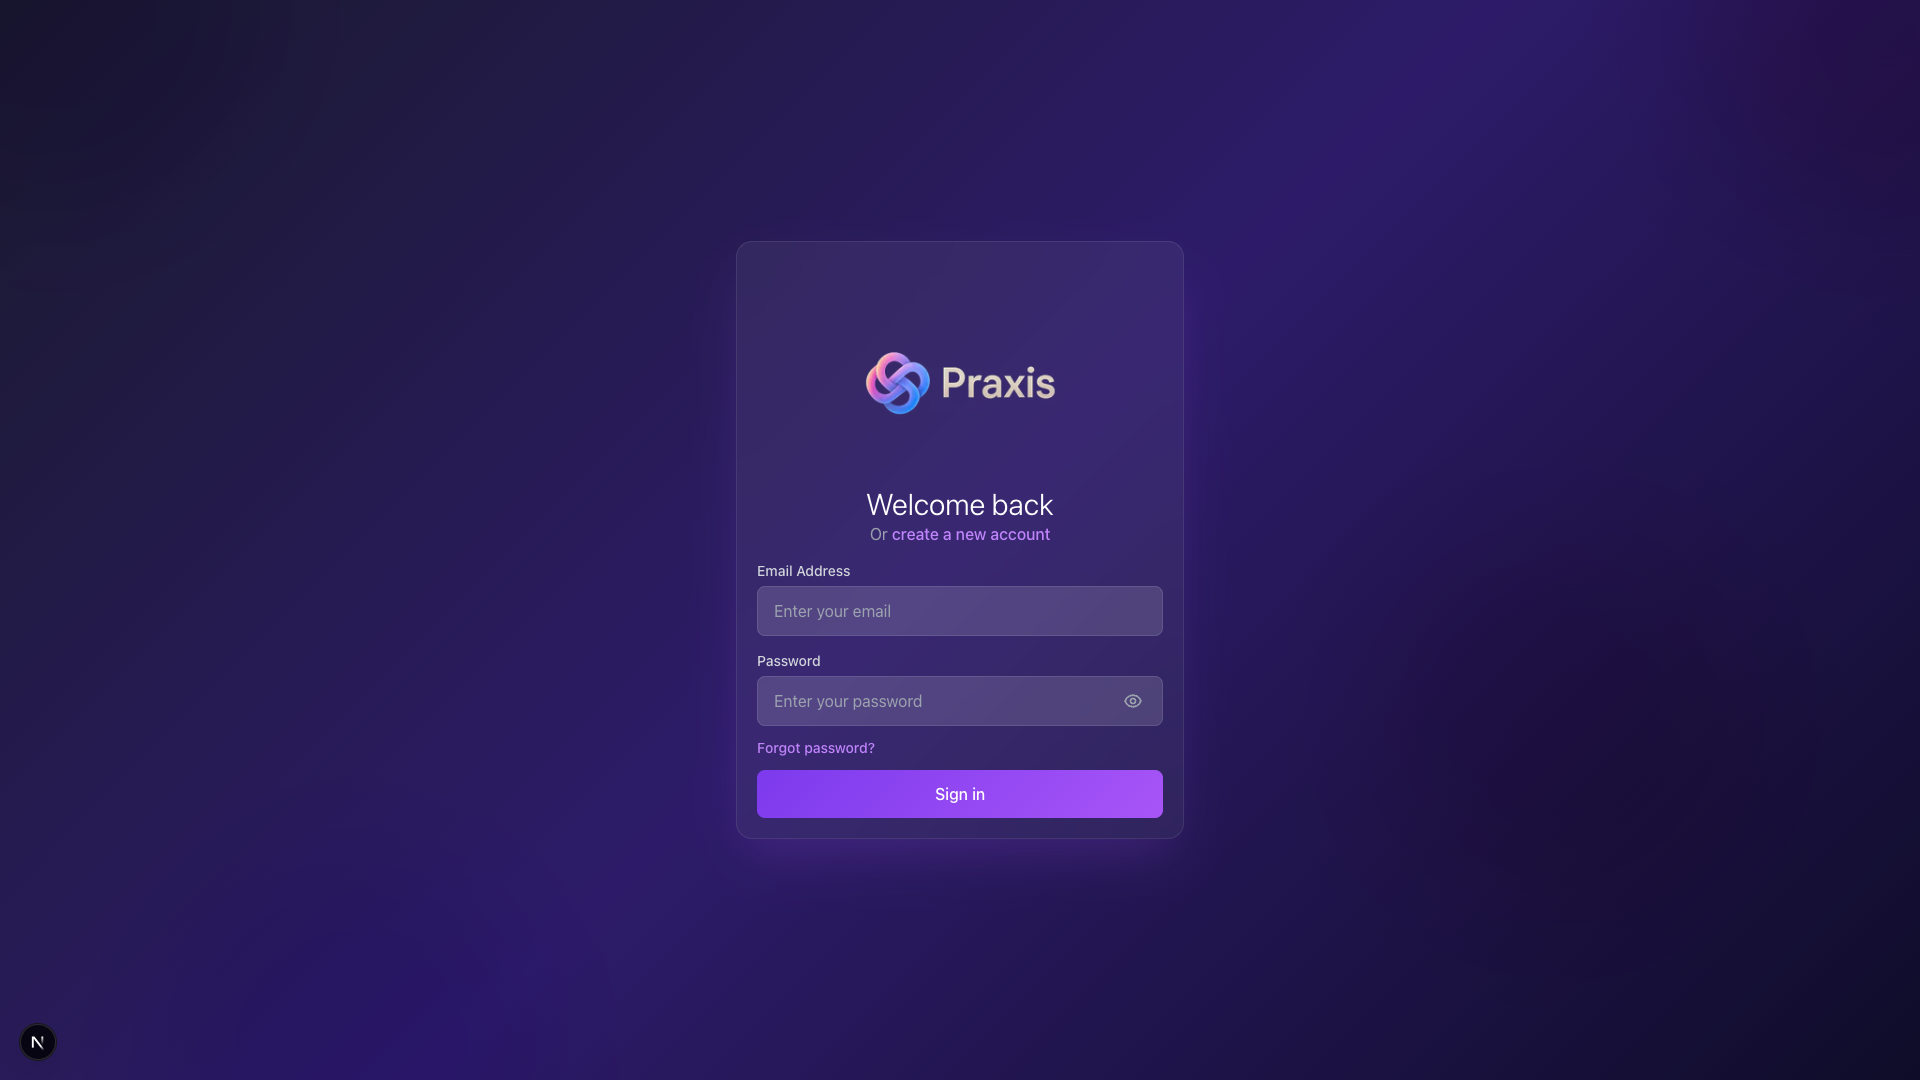 Praxis
Welcome back
Or create a new account
Email Address
Enter your email
Password
Enter your password
Forgot password?
Sign in
N